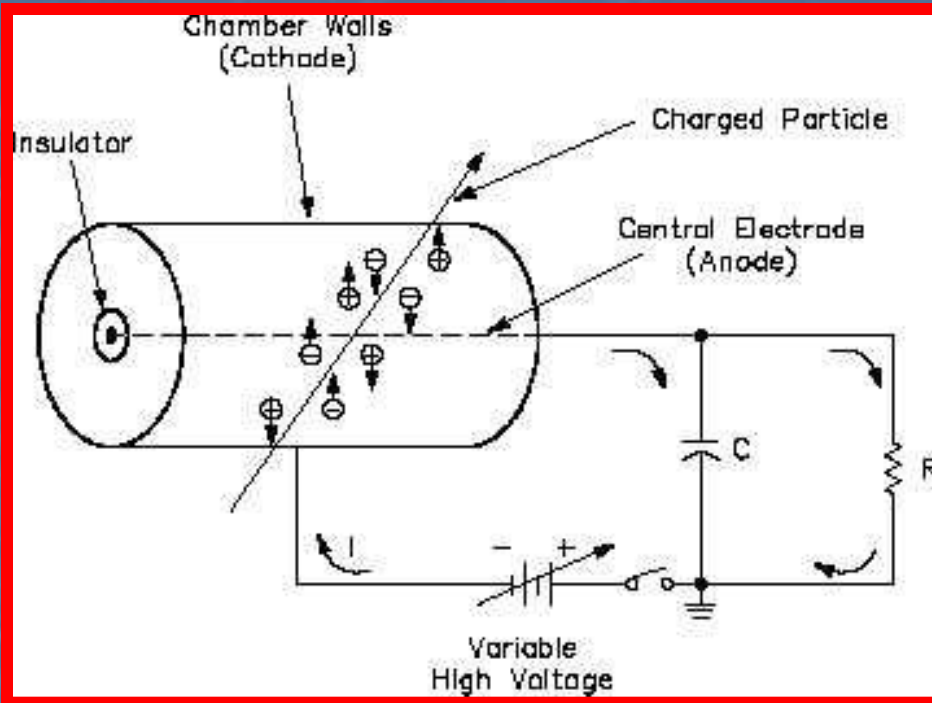 Chamber Walls
(Cathode)
Insulator
Charged Particle
Central Electrode
(Anode)
C
R
I
- +
Variable
High Voltage